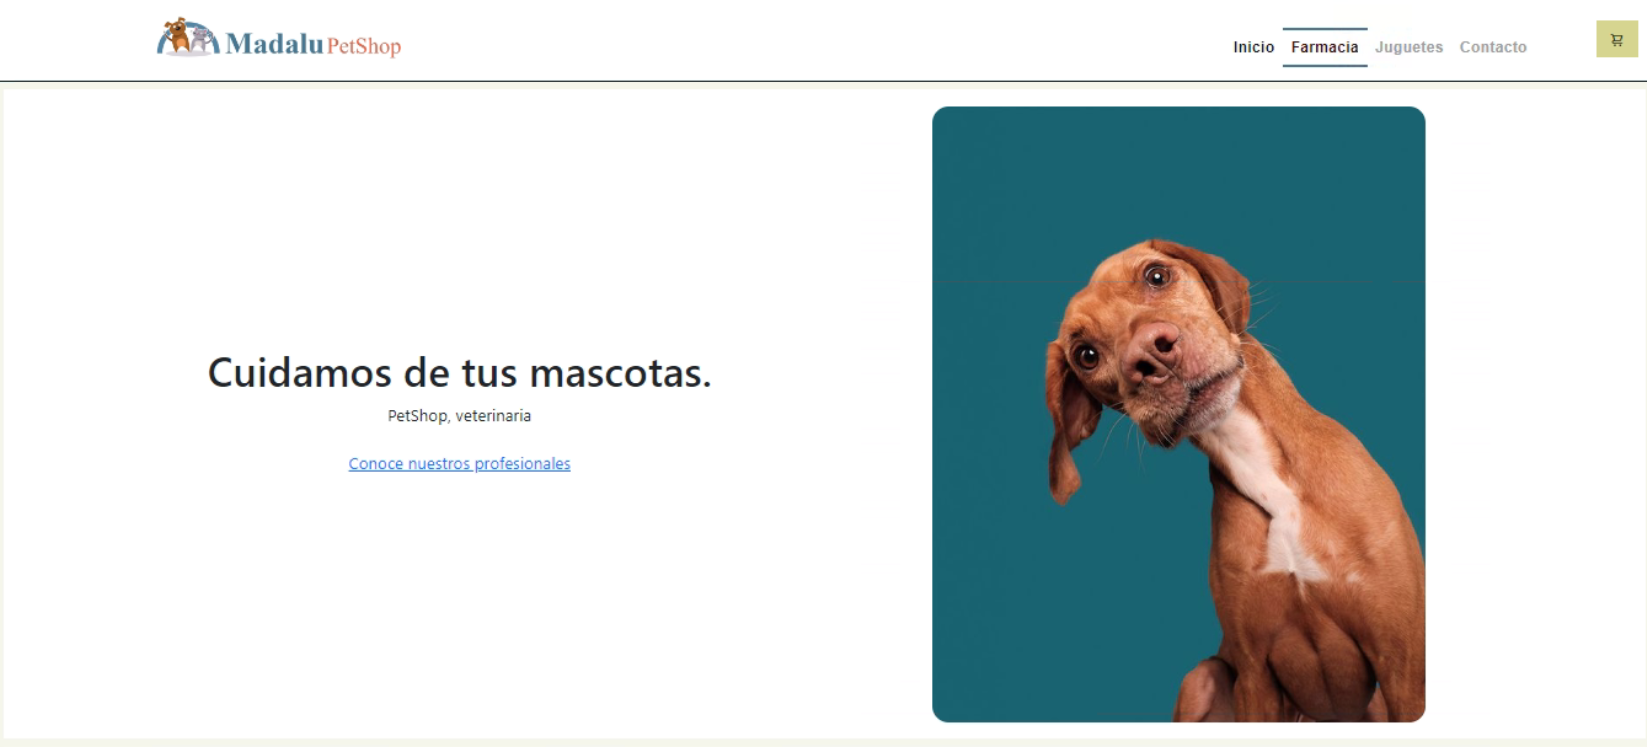 Madalu PetShop
Inicio Farmacia Juguetes Contacto
Cuidamos de tus mascotas.
PetShop, veterinaria
Conoce nuestros profesionales